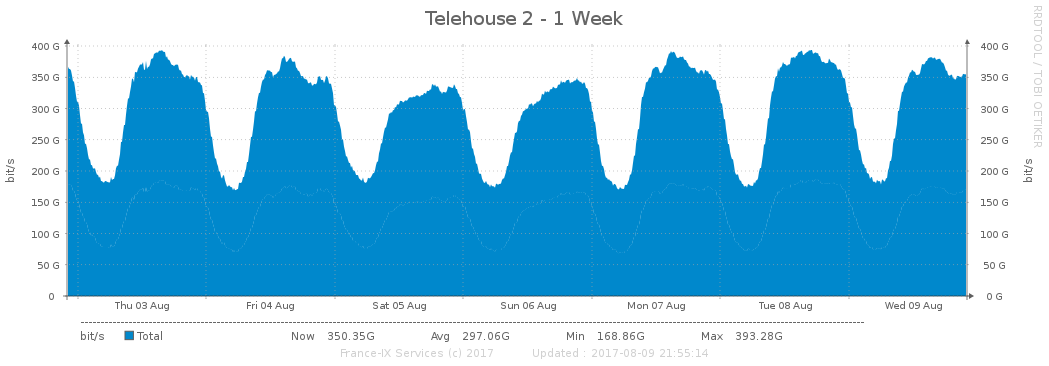 Telehouse 2 - 1 Week
RRDTOOL / TOBI OETIKER
400 G 400 G
350 G 350 G
300 G 300 G
250 G 250 G
200 G 200 G
150 G 150 G
100 G 100 G
50 G 50 G
0 0 G
bit/s bit/s
Thu 03 Aug Fri 04 Aug Sat 05 Aug Sun 06 Aug Mon 07 Aug Tue 08 Aug Wed 09 Aug
bit/s Total Now 350.35G Avg 297.06G Min 168.86G Max 393.28G
France-IX Services (c) 2017 Updated : 2017-08-09 21:55:14